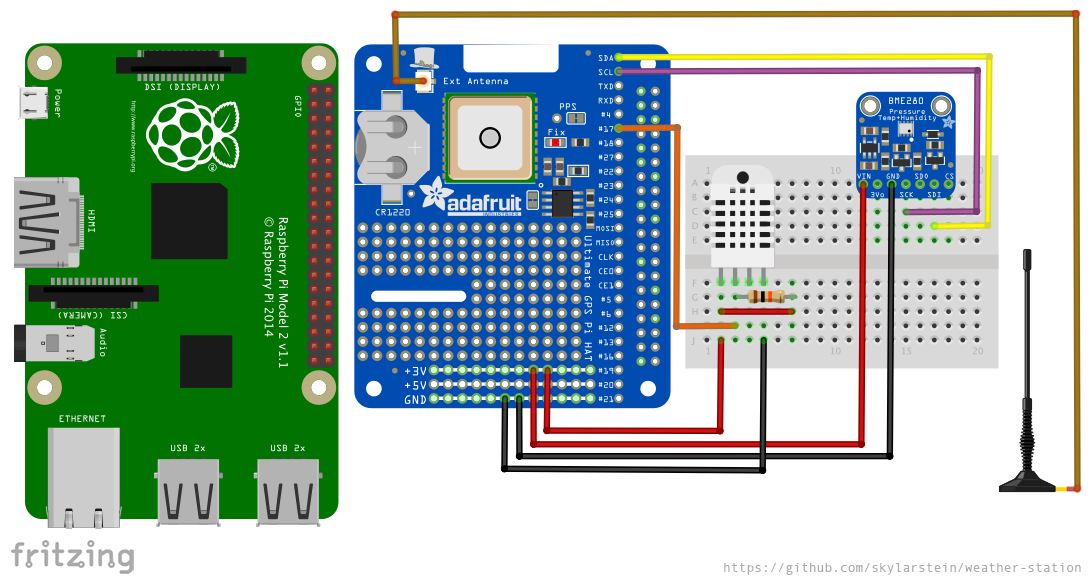 DSI (DISPLAY)
Power
GPIO
http://www.raspberrypi.org
HDMI
Raspberry Pi Model 2 v1.1
© Raspberry Pi 2014
CSI (CAMERA)
Audio
ETHERNET
USB 2x
USB 2x
Ext Antenna
PPS
Fix
CR1220
adafruit
Ultimate GPS Pi HAT
SDA
SCL
TXD
RXD
#4
#17
#18
#27
#22
#23
#24
#25
MOSI
MISO
CLK
CE0
CE1
#5
#6
#12
#13
#16
#19
#20
#21
+3V
+5V
GND
BME280
Pressure
Temp+Humidity
VIN GND SDO CS
3Vo SCK SDI
1 10 20
A
B
C
D
E
F
G
H
J
1 10 15 20
fritzing
https://github.com/skylarstein/weather-station